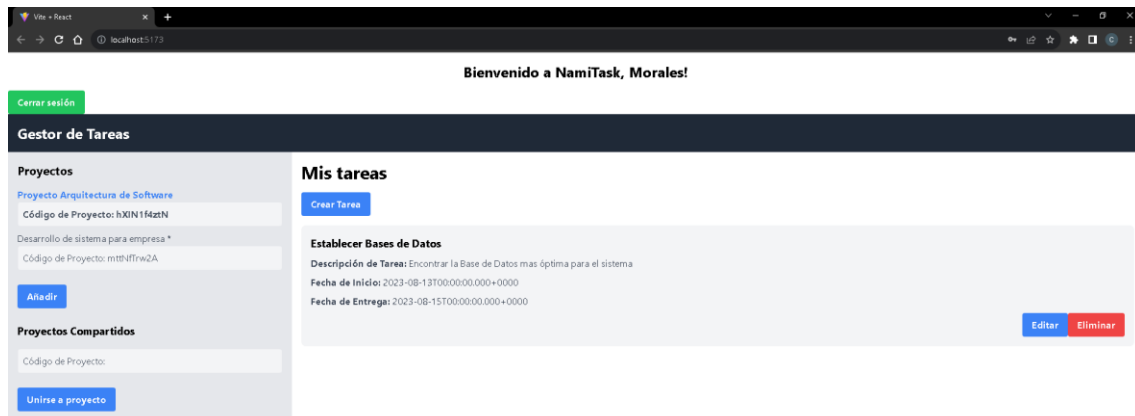 Vite + React
localhost:5173
C
Bienvenido a NamiTask, Morales!
Cerrar sesión
Gestor de Tareas
Proyectos
Proyecto Arquitectura de Software
Código de Proyecto: hXIN1f4ztN
Desarrollo de sistema para empresa *
Código de Proyecto: mttNfTrw2A
Añadir
Proyectos Compartidos
Código de Proyecto:
Unirse a proyecto
Mis tareas
Crear Tarea
Establecer Bases de Datos
Descripción de Tarea: Encontrar la Base de Datos mas óptima para el sistema
Fecha de Inicio: 2023-08-13T00:00:00.000+0000
Fecha de Entrega: 2023-08-15T00:00:00.000+0000
Editar Eliminar